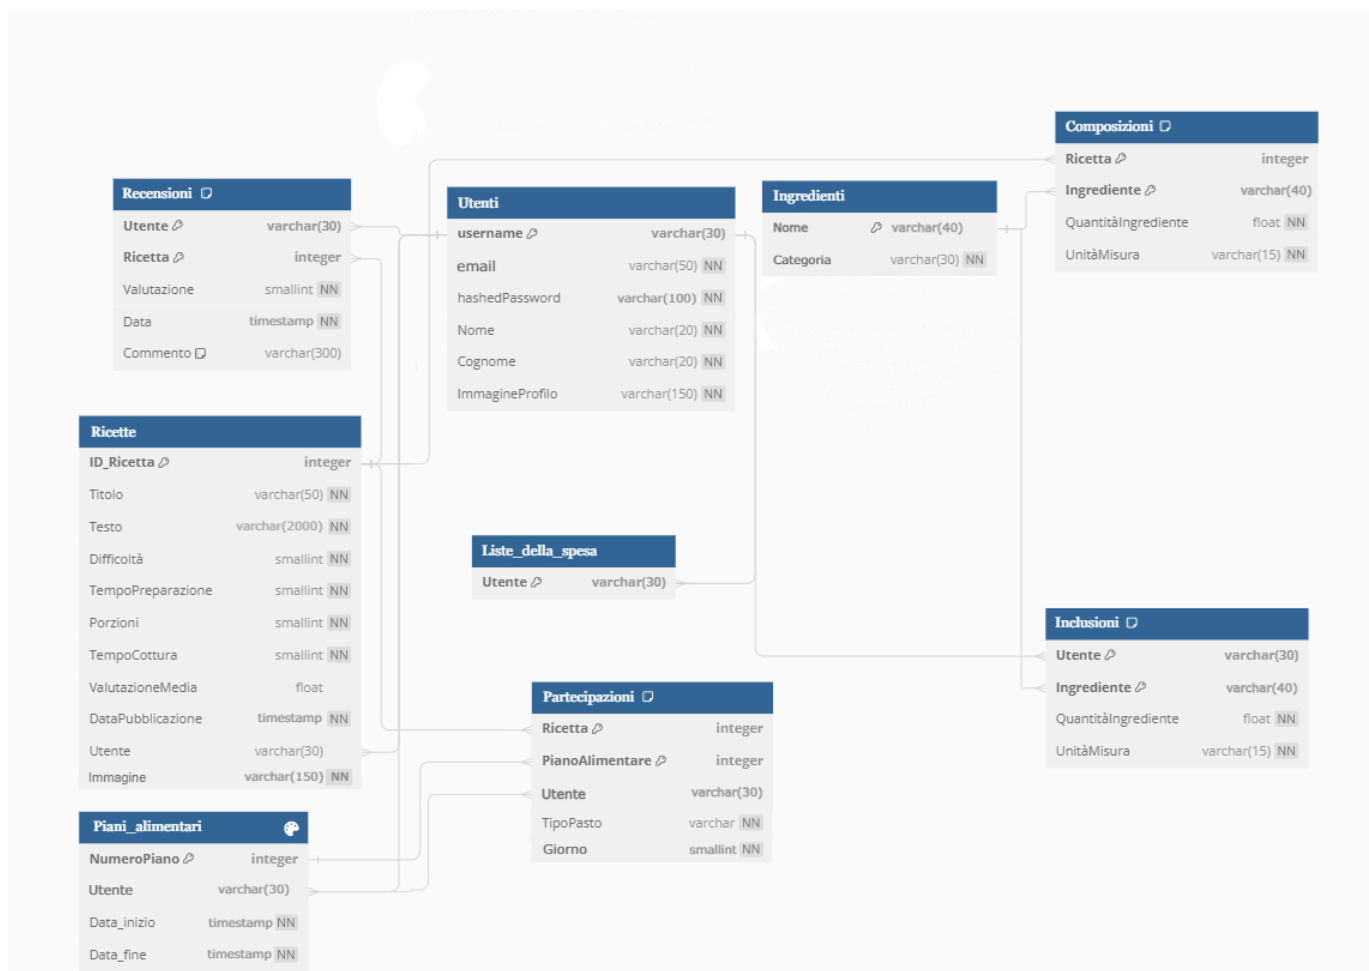 Recensioni
Utente varchar(30)
Ricetta integer
Valutazione smallint NN
Data timestamp NN
Commento varchar(300)
Utenti
username varchar(30)
email varchar(50) NN
hashedPassword varchar(100) NN
Nome varchar(20) NN
Cognome varchar(20) NN
ImmagineProfilo varchar(150) NN
Ingredienti
Nome varchar(40)
Categoria varchar(30) NN
Composizioni
Ricetta integer
Ingrediente varchar(40)
QuantitàIngrediente float NN
UnitàMisura varchar(15) NN
Ricette
ID_Ricetta integer
Titolo varchar(50) NN
Testo varchar(2000) NN
Difficoltà smallint NN
TempoPreparazione smallint NN
Porzioni smallint NN
TempoCottura smallint NN
ValutazioneMedia float
DataPubblicazione timestamp NN
Utente varchar(30)
Immagine varchar(150) NN
Liste_della_spesa
Utente varchar(30)
Partecipazioni
Ricetta integer
PianoAlimentare integer
Utente varchar(30)
TipoPasto varchar NN
Giorno smallint NN
Inclusioni
Utente varchar(30)
Ingrediente varchar(40)
QuantitàIngrediente float NN
UnitàMisura varchar(15) NN
Piani_alimentari
NumeroPiano integer
Utente varchar(30)
Data_inizio timestamp NN
Data_fine timestamp NN